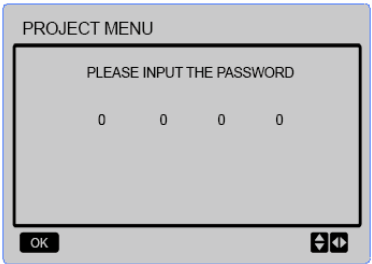 PROJECT MENU
PLEASE INPUT THE PASSWORD
0 0 0 0
OK